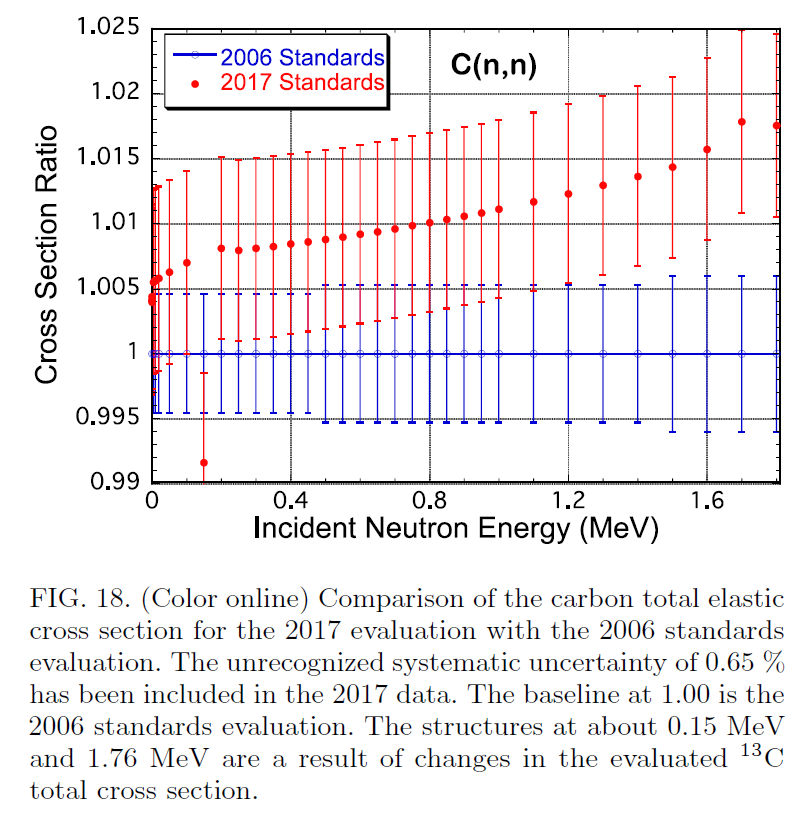 1.025
2006 Standards
2017 Standards
C(n,n)
1.02
1.015
1.01
1.005
1
0.995
0.99
Cross Section Ratio
0 0.4 0.8 1.2 1.6
Incident Neutron Energy (MeV)
FIG. 18. (Color online) Comparison of the carbon total elastic
cross section for the 2017 evaluation with the 2006 standards
evaluation. The unrecognized systematic uncertainty of 0.65 %
has been included in the 2017 data. The baseline at 1.00 is the
2006 standards evaluation. The structures at about 0.15 MeV
and 1.76 MeV are a result of changes in the evaluated ¹³C
total cross section.